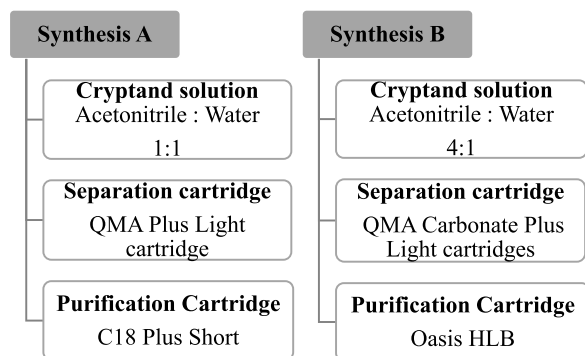 Synthesis A
Cryptand solution
Acetonitrile : Water
1:1
Separation cartridge
QMA Plus Light
cartridge
Purification Cartridge
C18 Plus Short
Synthesis B
Cryptand solution
Acetonitrile : Water
4:1
Separation cartridge
QMA Carbonate Plus
Light cartridges
Purification Cartridge
Oasis HLB